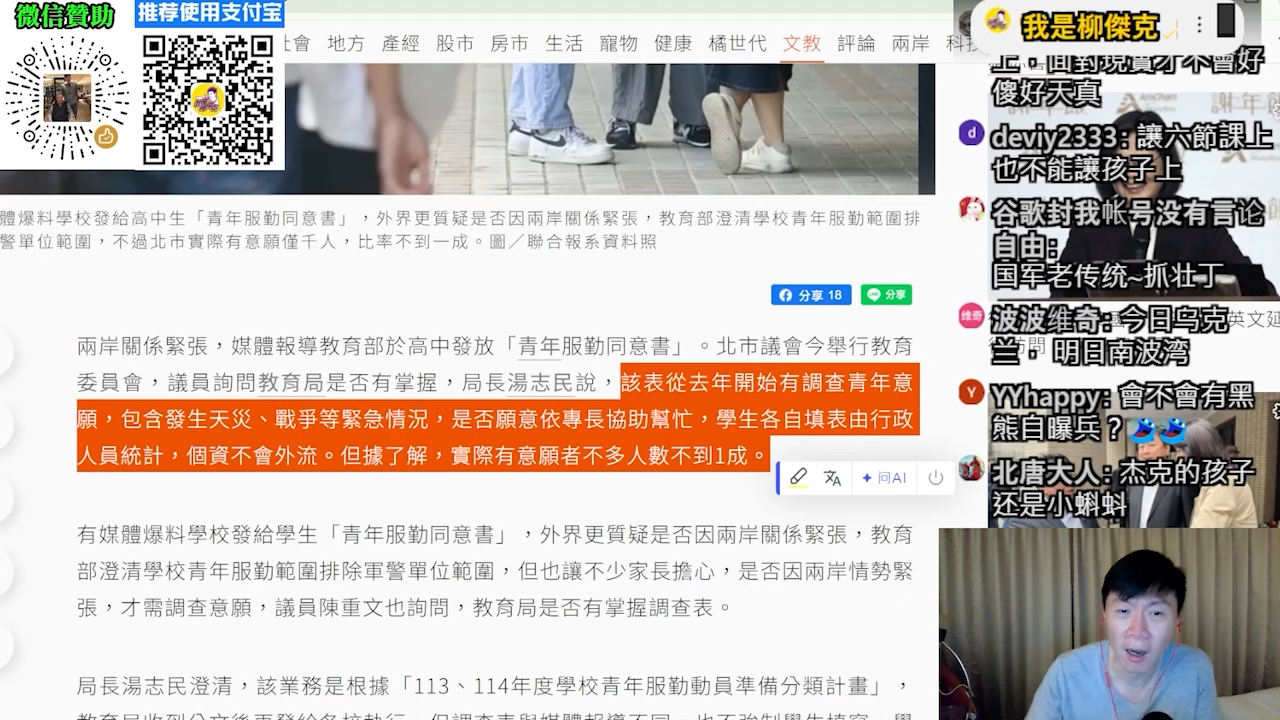 微信贊助
推荐使用支付宝
地方 產經 股市 房市 生活 寵物 健康 橘世代 文教 評論 兩岸
體爆料學校發給高中生「青年服勤同意書」，外界更質疑是否因兩岸關係緊張，教育部澄清學校青年服勤範圍排
警單位範圍，不過北市實際有意願僅千人，比率不到一成。圖／聯合報系資料照
分享 18
分享
兩岸關係緊張，媒體報導教育部於高中發放「青年服勤同意書」。北市議會今舉行教育
委員會，議員詢問教育局是否有掌握，局長湯志民說，該表從去年開始有調查青年意
願，包含發生天災、戰爭等緊急情況，是否願意依專長協助幫忙，學生各自填表由行政
人員統計，個資不會外流。但據了解，實際有意願者不多人數不到1成。
问AI
有媒體爆料學校發給學生「青年服勤同意書」，外界更質疑是否因兩岸關係緊張，教育
部澄清學校青年服勤範圍排除軍警單位範圍，但也讓不少家長擔心，是否因兩岸情勢緊
張，才需調查意願，議員陳重文也詢問，教育局是否有掌握調查表。
局長湯志民澄清，該業務是根據「113、114年度學校青年服勤動員準備分類計畫」，
我是柳傑克
上，面對現實才不會好
傻好天真
deviy2333: 讓六節課上
也不能讓孩子上
谷歌封我帐号没有言论
自由:
国军老传统~抓壮丁
波波维奇: 今日乌克
兰， 明日南波湾
YYhappy: 會不會有黑
熊自曝兵？
北唐大人: 杰克的孩子
还是小蝌蚪